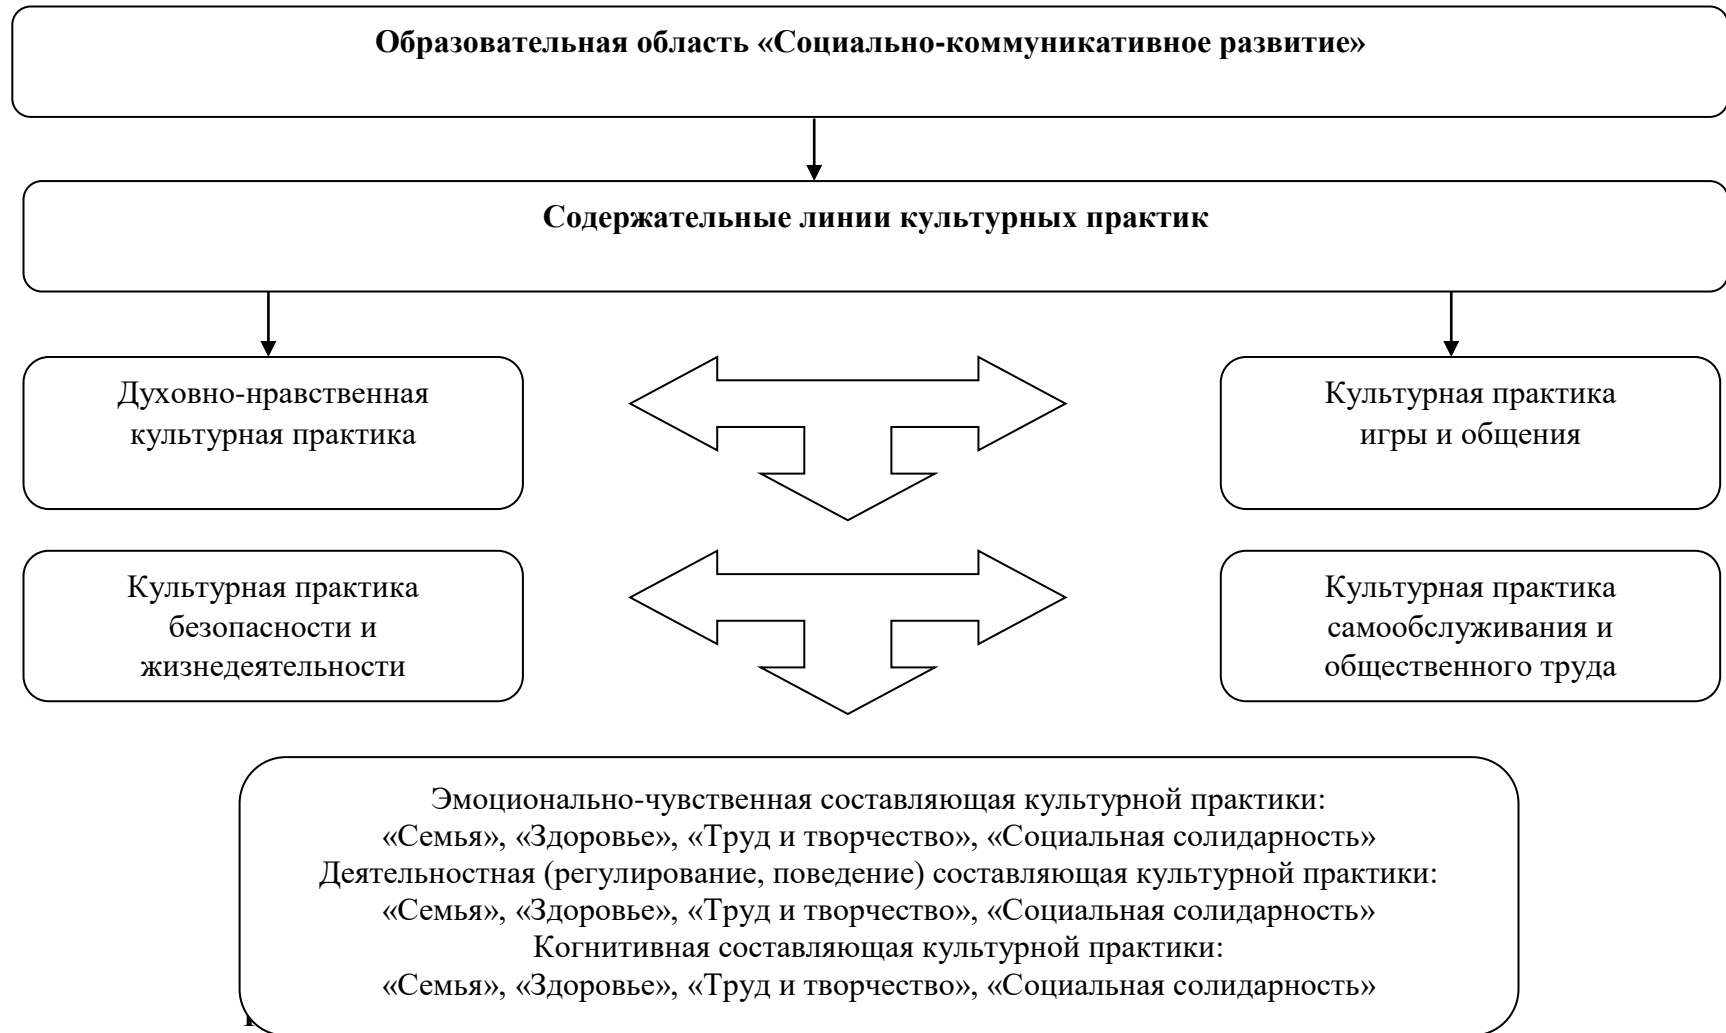 Образовательная область «Социально-коммуникативное развитие»
Содержательные линии культурных практик
Духовно-нравственная
культурная практика
Культурная практика
игры и общения
Культурная практика
безопасности и
жизнедеятельности
Культурная практика
самообслуживания и
общественного труда
Эмоционально-чувственная составляющая культурной практики:
«Семья», «Здоровье», «Труд и творчество», «Социальная солидарность»
Деятельностная (регулирование, поведение) составляющая культурной практики:
«Семья», «Здоровье», «Труд и творчество», «Социальная солидарность»
Когнитивная составляющая культурной практики:
«Семья», «Здоровье», «Труд и творчество», «Социальная солидарность»